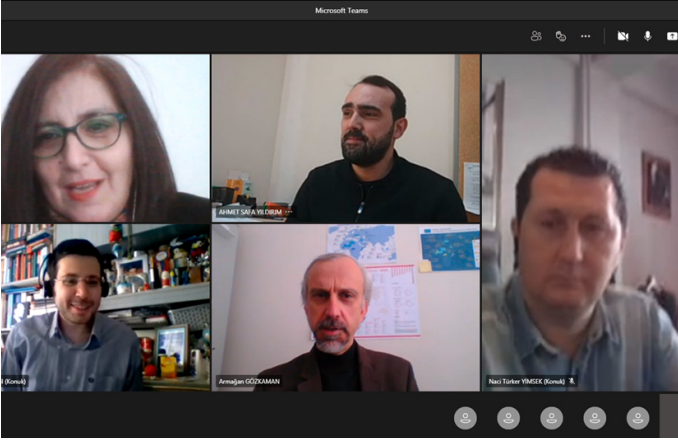 Microsoft Teams
AHMET SAFA YILDIRIM
(Konuk)
Armağan GÖZKAMAN
Naci Türker YİMSEK (Konuk)